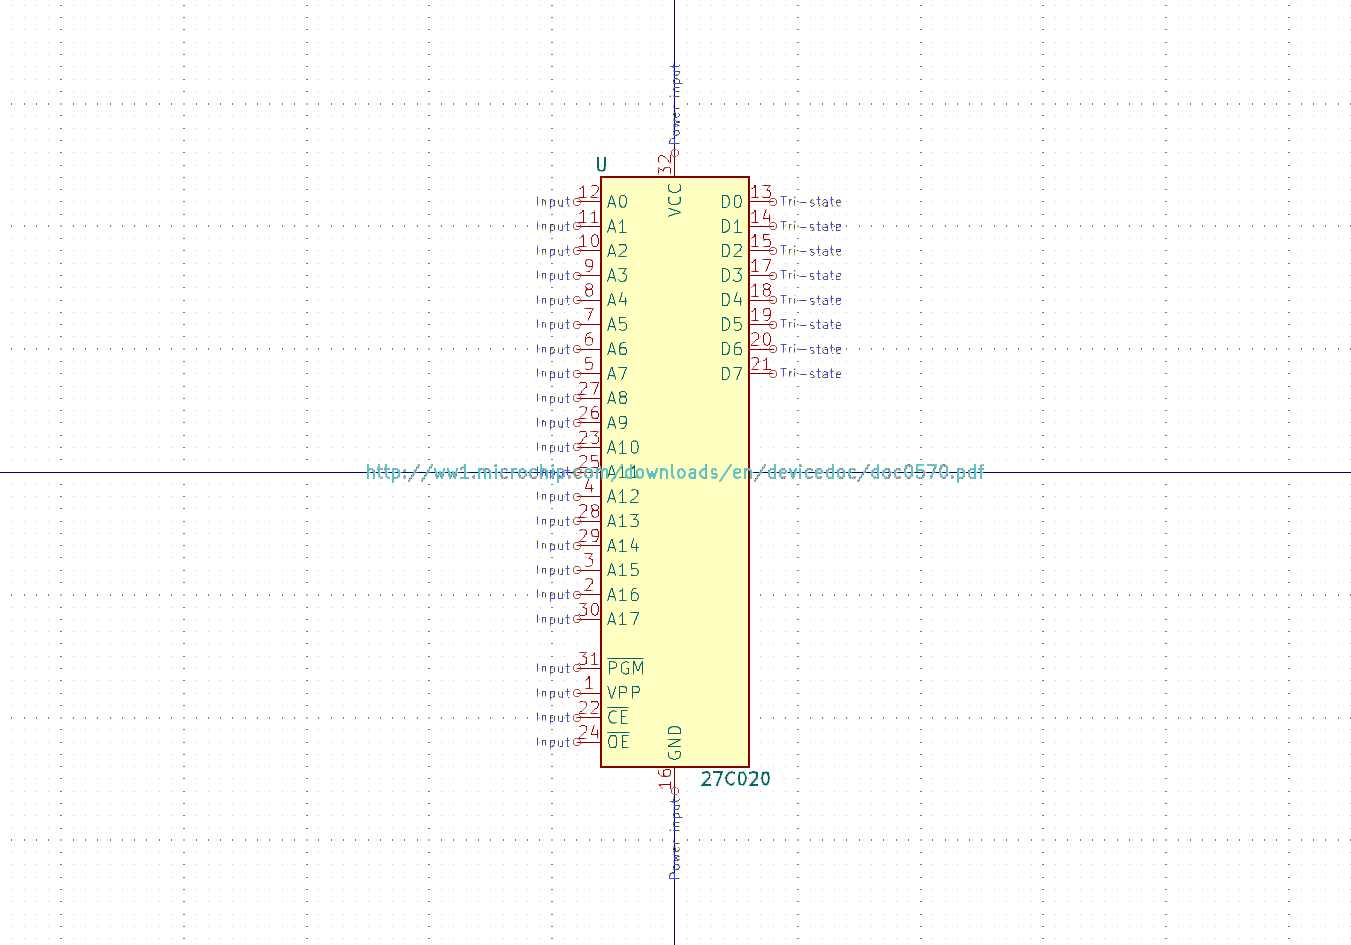 Power input
32
U
VCC
Input 12 A0 D0 13 Tri-state
Input 11 A1 D1 14 Tri-state
Input 10 A2 D2 15 Tri-state
Input 9 A3 D3 17 Tri-state
Input 8 A4 D4 18 Tri-state
Input 7 A5 D5 19 Tri-state
Input 6 A6 D6 20 Tri-state
Input 5 A7 D7 21 Tri-state
Input 27 A8
Input 26 A9
Input 23 A10
Input 25 A11
http://ww1.microchip.com/downloads/en/devicedoc/doc0570.pdf
Input 4 A12
Input 28 A13
Input 29 A14
Input 3 A15
Input 2 A16
Input 30 A17
Input 31 PGM
Input 1 VPP
Input 22 CE
Input 24 OE
GND
16
27C020
Power input